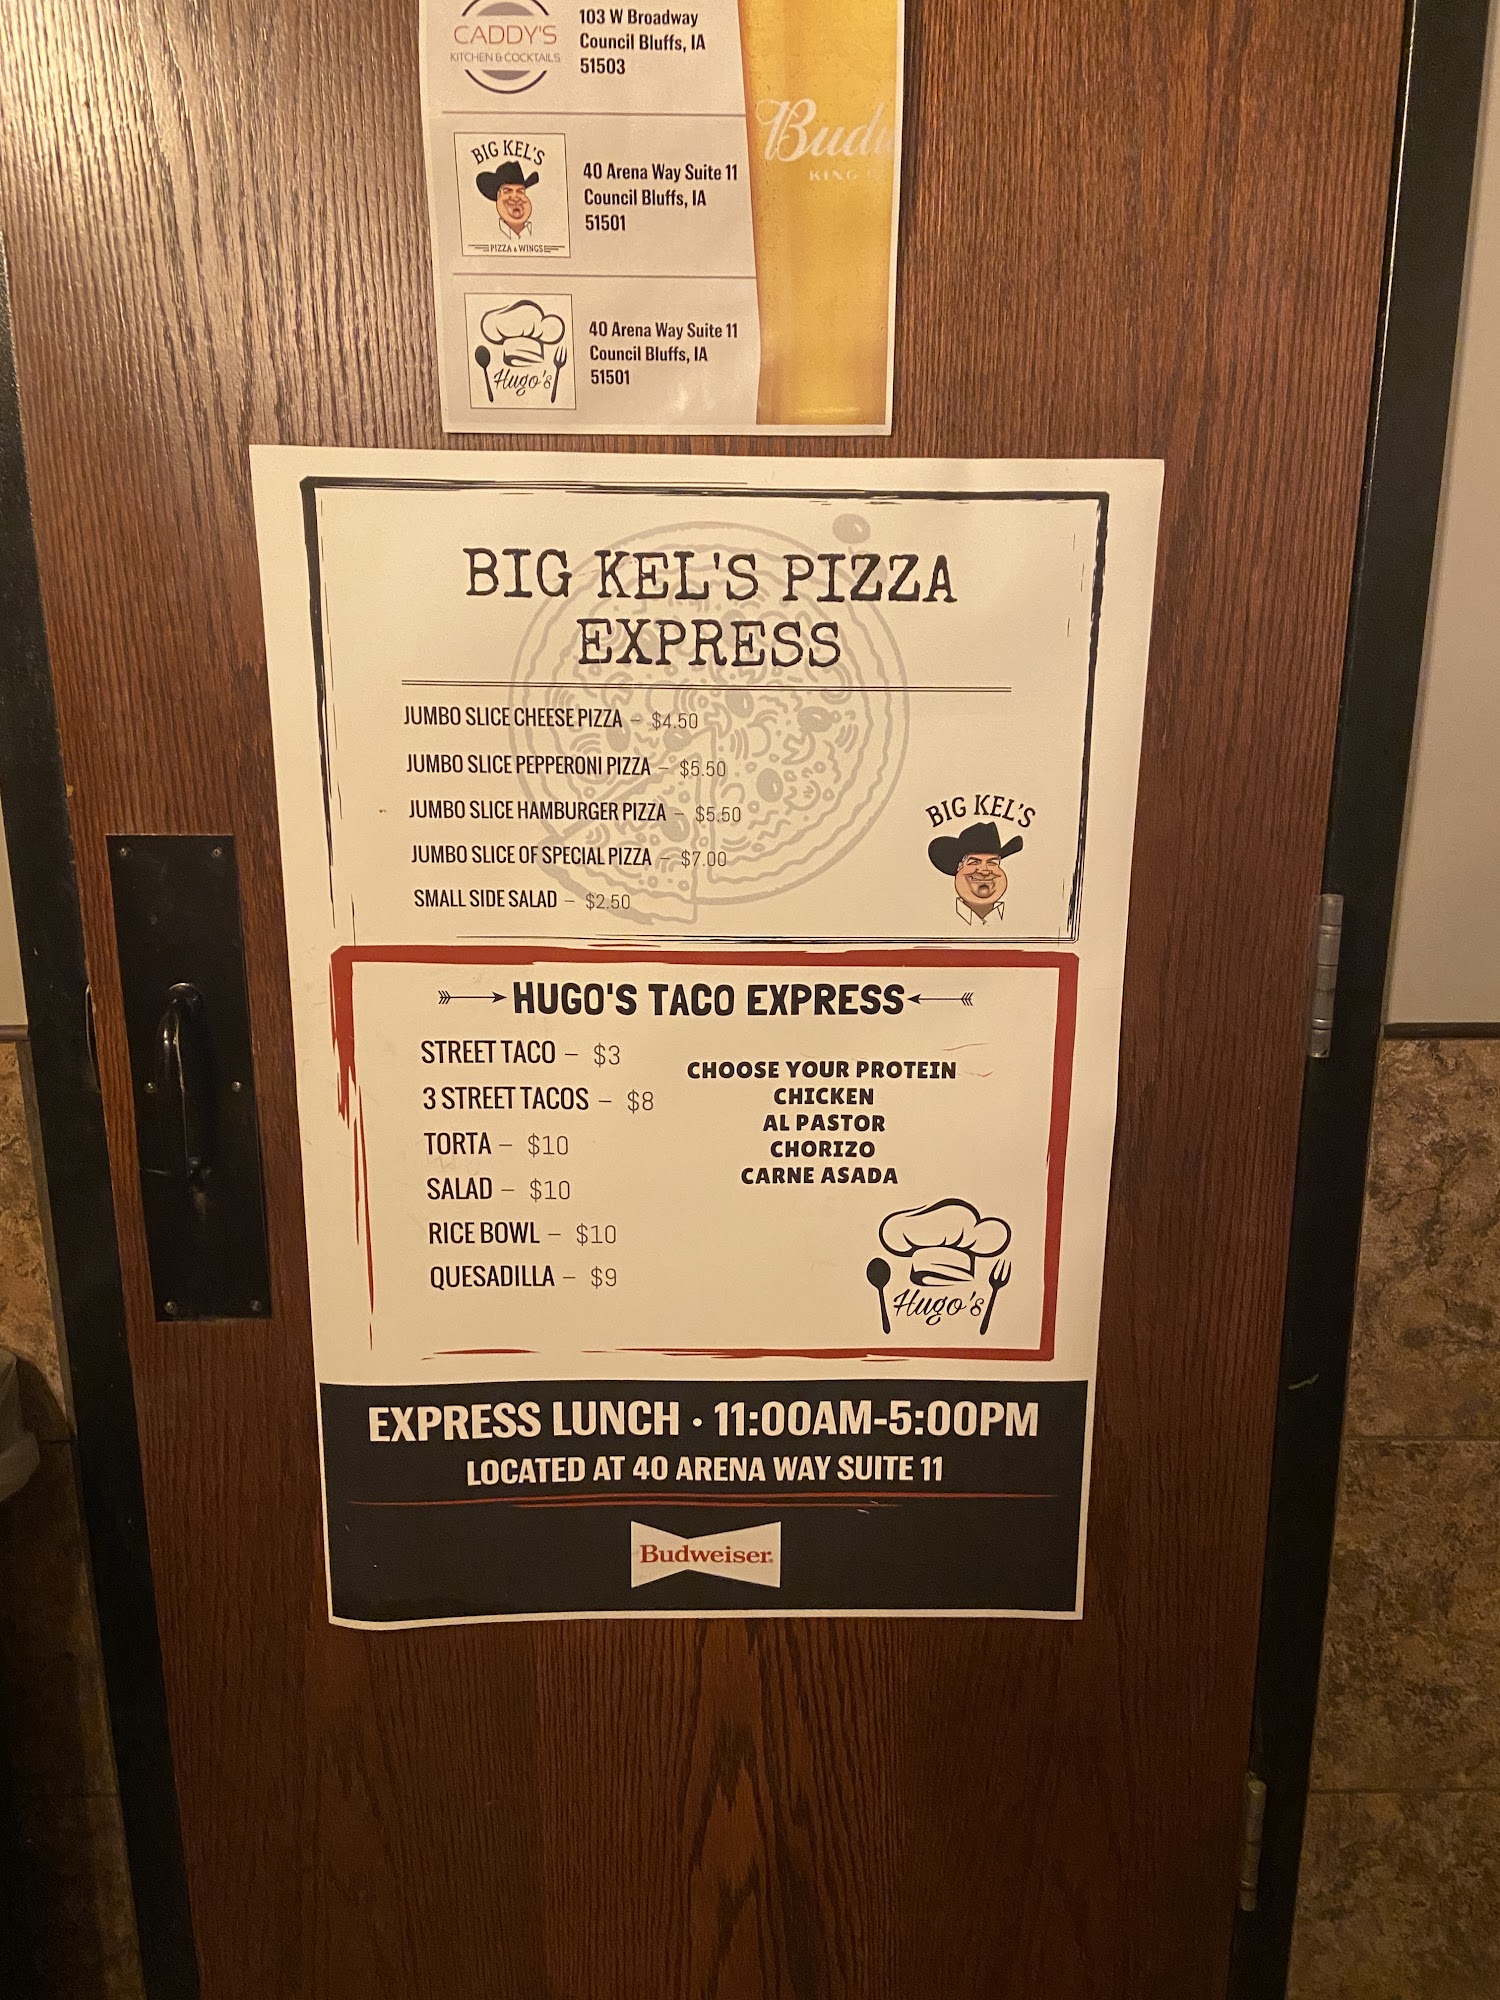 CADDY'S
KITCHEN & COCKTAILS
103 W Broadway
Council Bluffs, IA
51503
BIG KEL'S
PIZZA & WINGS
40 Arena Way Suite 11
Council Bluffs, IA
51501
Hugo's
40 Arena Way Suite 11
Council Bluffs, IA
51501
KING
BIG KEL'S PIZZA
EXPRESS
JUMBO SLICE CHEESE PIZZA – $4.50
JUMBO SLICE PEPPERONI PIZZA – $5.50
JUMBO SLICE HAMBURGER PIZZA – $5.50
JUMBO SLICE OF SPECIAL PIZZA – $7.00
SMALL SIDE SALAD – $2.50
BIG KEL'S
HUGO'S TACO EXPRESS
STREET TACO – $3
3 STREET TACOS – $8
TORTA – $10
SALAD – $10
RICE BOWL – $10
QUESADILLA – $9
CHOOSE YOUR PROTEIN
CHICKEN
AL PASTOR
CHORIZO
CARNE ASADA
Hugo's
EXPRESS LUNCH • 11:00AM-5:00PM
LOCATED AT 40 ARENA WAY SUITE 11
Budweiser